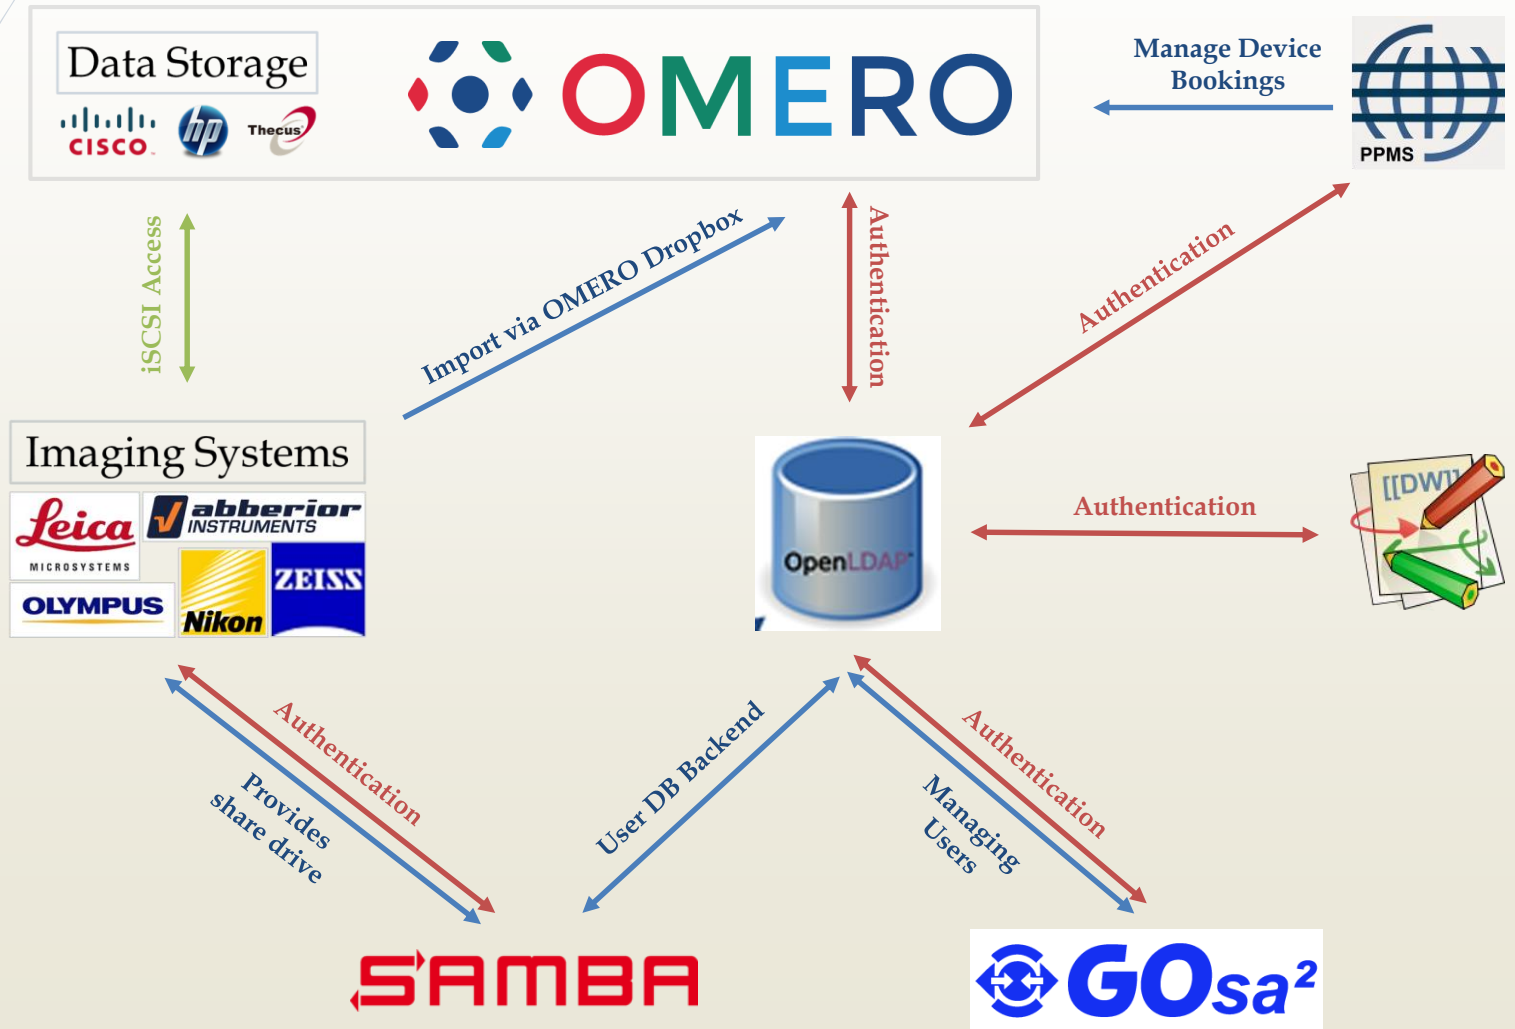 Data Storage
CISCO
hp
Thecus
OMERO
Manage Device
Bookings
PPMS
iSCSI Access
Import via OMERO Dropbox
Authentication
Authentication
Imaging Systems
Leica
MICROSYSTEMS
abberior
INSTRUMENTS
OLYMPUS
Nikon
ZEISS
OpenLDAP
Authentication
[[DW]]
Authentication
Provides
share drive
User DB Backend
Authentication
Managing
Users
SAMBA
GOsa²